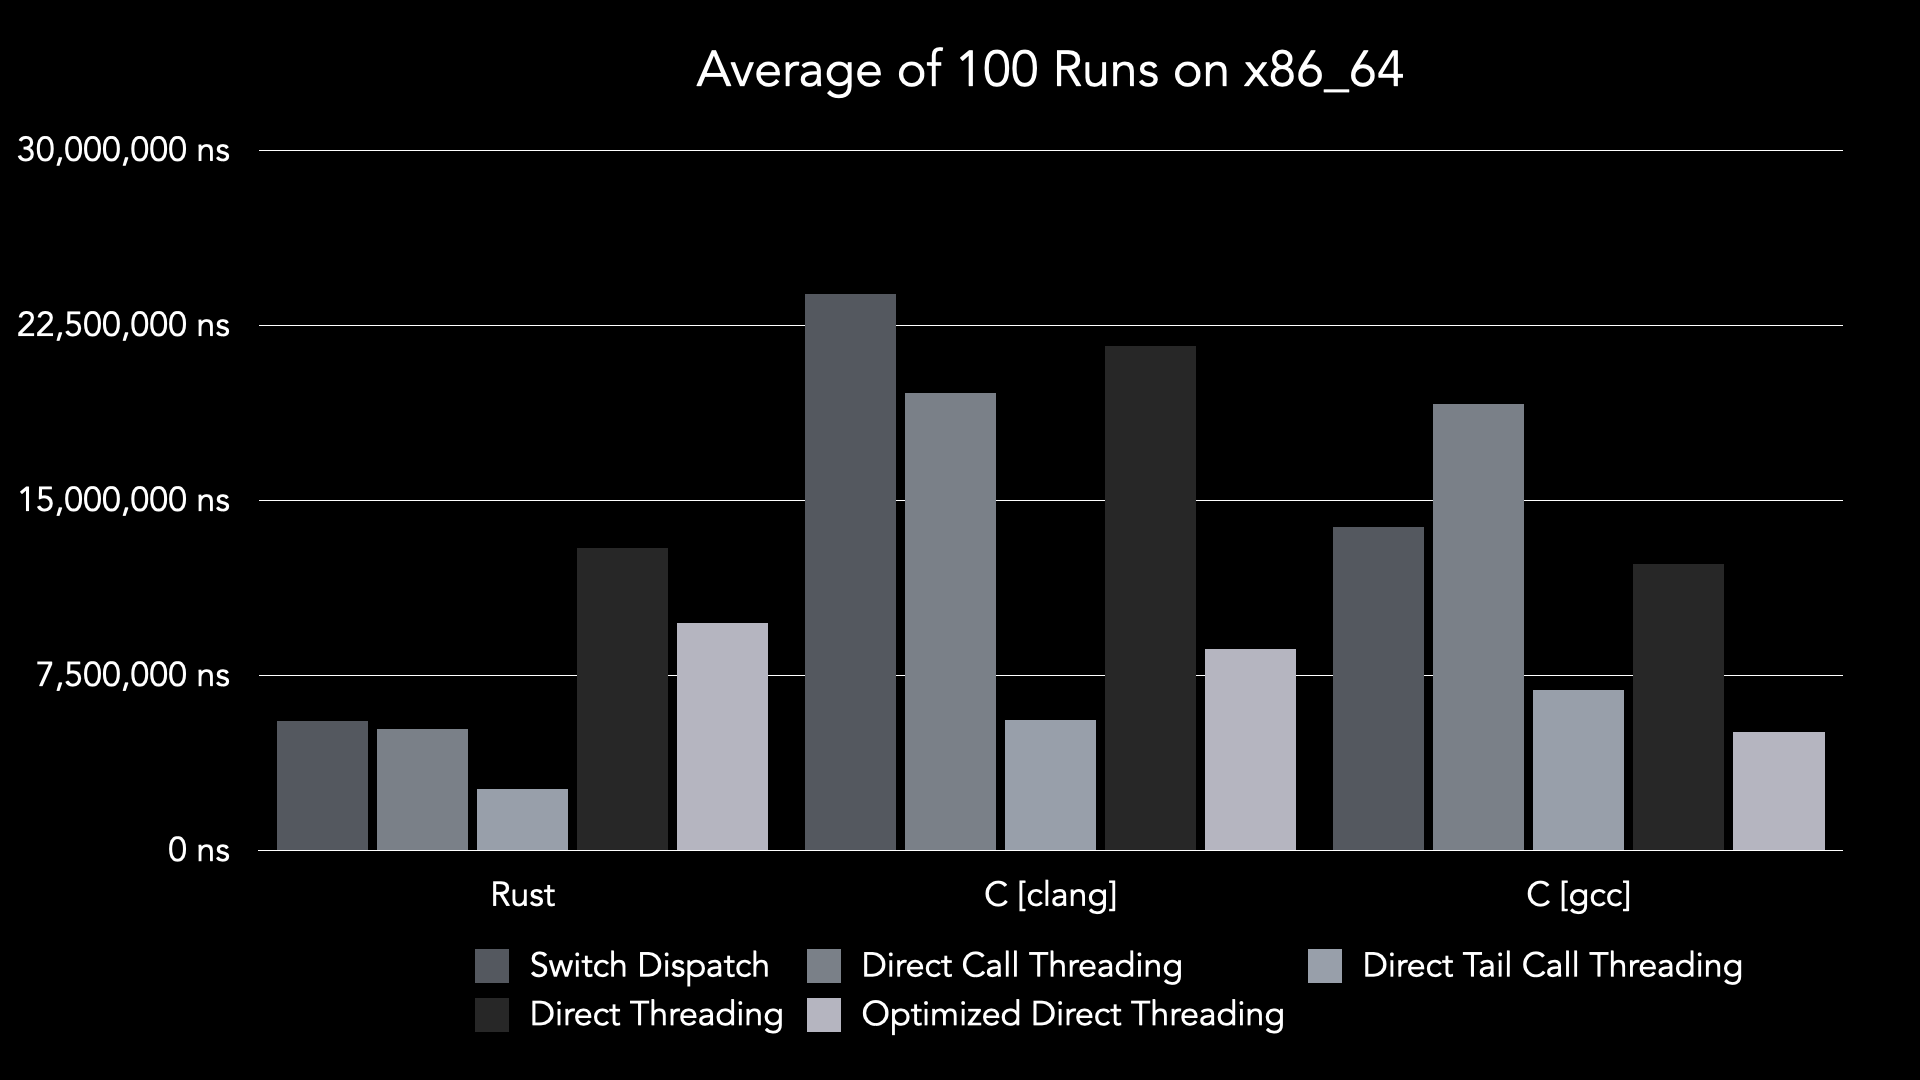 Average of 100 Runs on x86_64
30,000,000 ns
22,500,000 ns
15,000,000 ns
7,500,000 ns
0 ns
Rust
C [clang]
C [gcc]
Switch Dispatch
Direct Call Threading
Direct Tail Call Threading
Direct Threading
Optimized Direct Threading